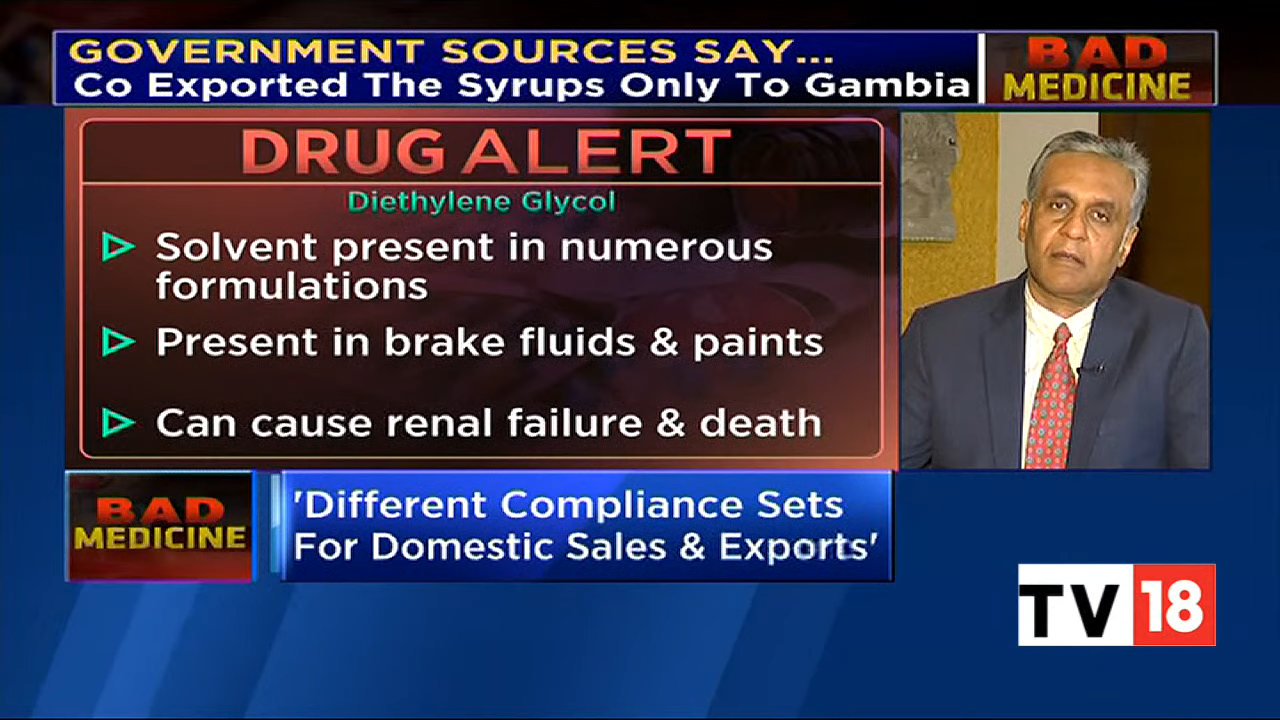 GOVERNMENT SOURCES SAY...
Co Exported The Syrups Only To Gambia
BAD
MEDICINE
DRUG ALERT
Diethylene Glycol
Solvent present in numerous
formulations
Present in brake fluids & paints
Can cause renal failure & death
BAD
MEDICINE
'Different Compliance Sets
For Domestic Sales & Exports'
TV18